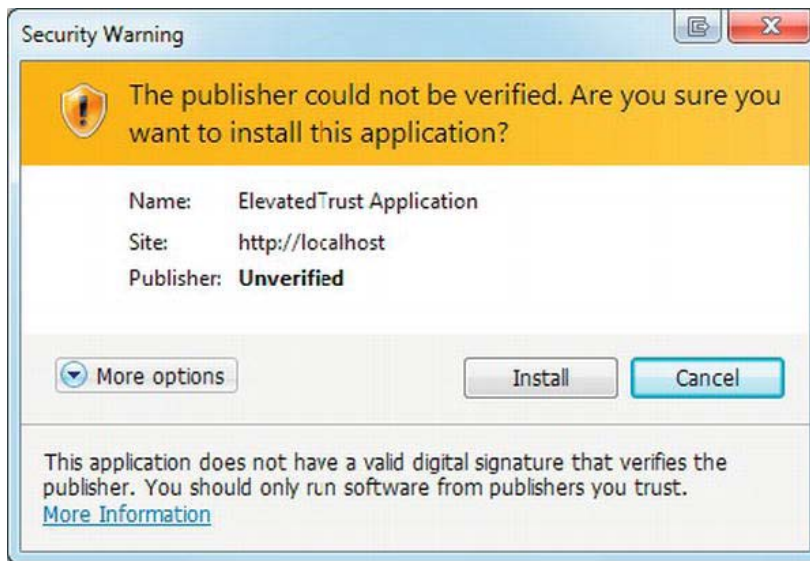 Security Warning
The publisher could not be verified. Are you sure you
want to install this application?
Name: ElevatedTrust Application
Site: http://localhost
Publisher: Unverified
More options
Install
Cancel
This application does not have a valid digital signature that verifies the
publisher. You should only run software from publishers you trust.
More Information